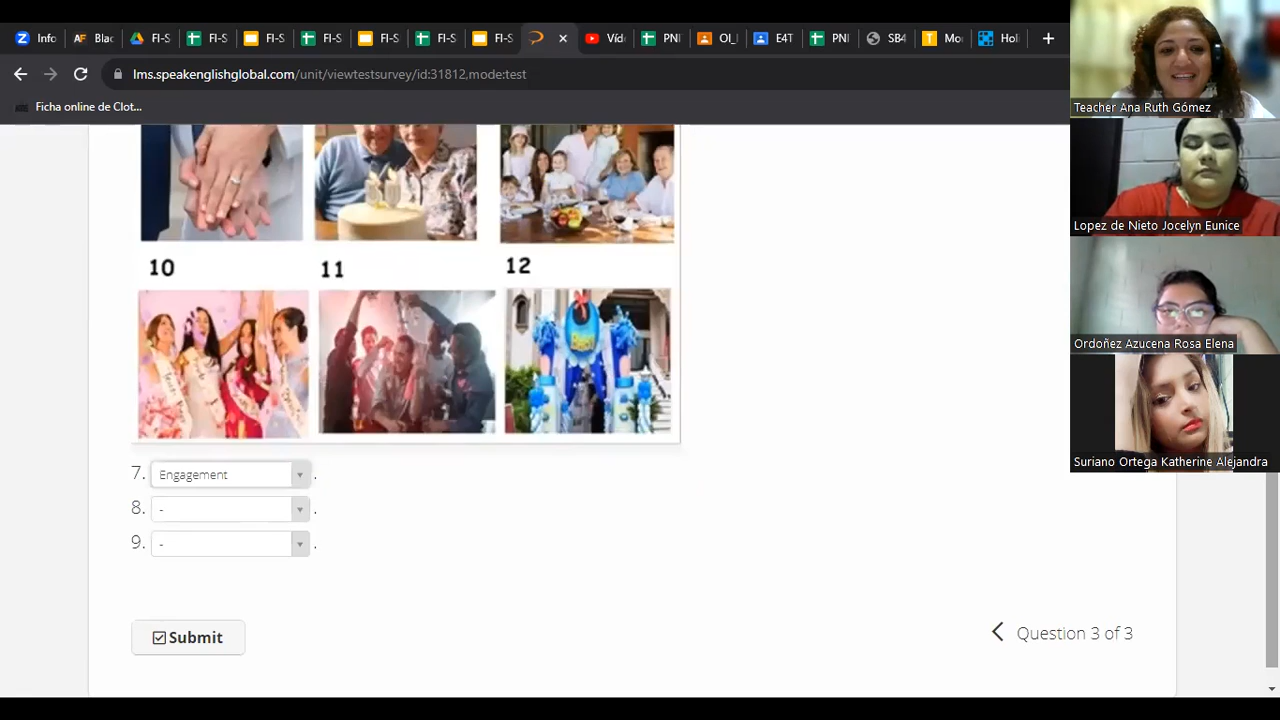 Info
Blac
FI-S
FI-S
FI-S
FI-S
FI-S
FI-S
FI-S
Víd
PNI
OI_I
E4T
PNI
SB4
Mo
Hol
lms.speakenglishglobal.com/unit/viewtestsurvey/id:31812,mode:test
Ficha online de Clot...
10
11
12
7. Engagement .
8. - .
9. - .
Submit
Question 3 of 3
Teacher Ana Ruth Gómez
Lopez de Nieto Jocelyn Eunice
Ordoñez Azucena Rosa Elena
Suriano Ortega Katherine Alejandra